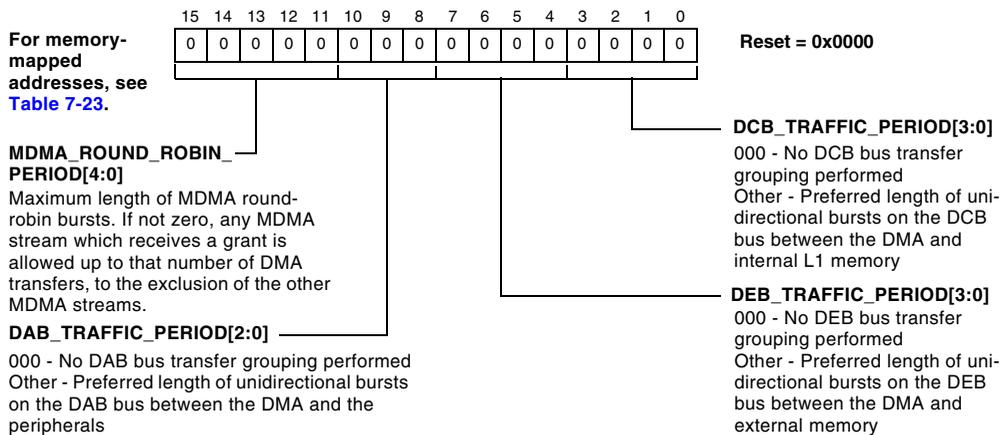 15 14 13 12 11 10 9 8 7 6 5 4 3 2 1 0
0 0 0 0 0 0 0 0 0 0 0 0 0 0 0 0
Reset = 0x0000
For memory-
mapped
addresses, see
Table 7-23.
MDMA_ROUND_ROBIN_
PERIOD[4:0]
Maximum length of MDMA round-
robin bursts. If not zero, any MDMA
stream which receives a grant is
allowed up to that number of DMA
transfers, to the exclusion of the other
MDMA streams.
DAB_TRAFFIC_PERIOD[2:0]
000 - No DAB bus transfer grouping performed
Other - Preferred length of unidirectional bursts
on the DAB bus between the DMA and the
peripherals
DCB_TRAFFIC_PERIOD[3:0]
000 - No DCB bus transfer
grouping performed
Other - Preferred length of uni-
directional bursts on the DCB
bus between the DMA and
internal L1 memory
DEB_TRAFFIC_PERIOD[3:0]
000 - No DEB bus transfer
grouping performed
Other - Preferred length of uni-
directional bursts on the DEB
bus between the DMA and
external memory